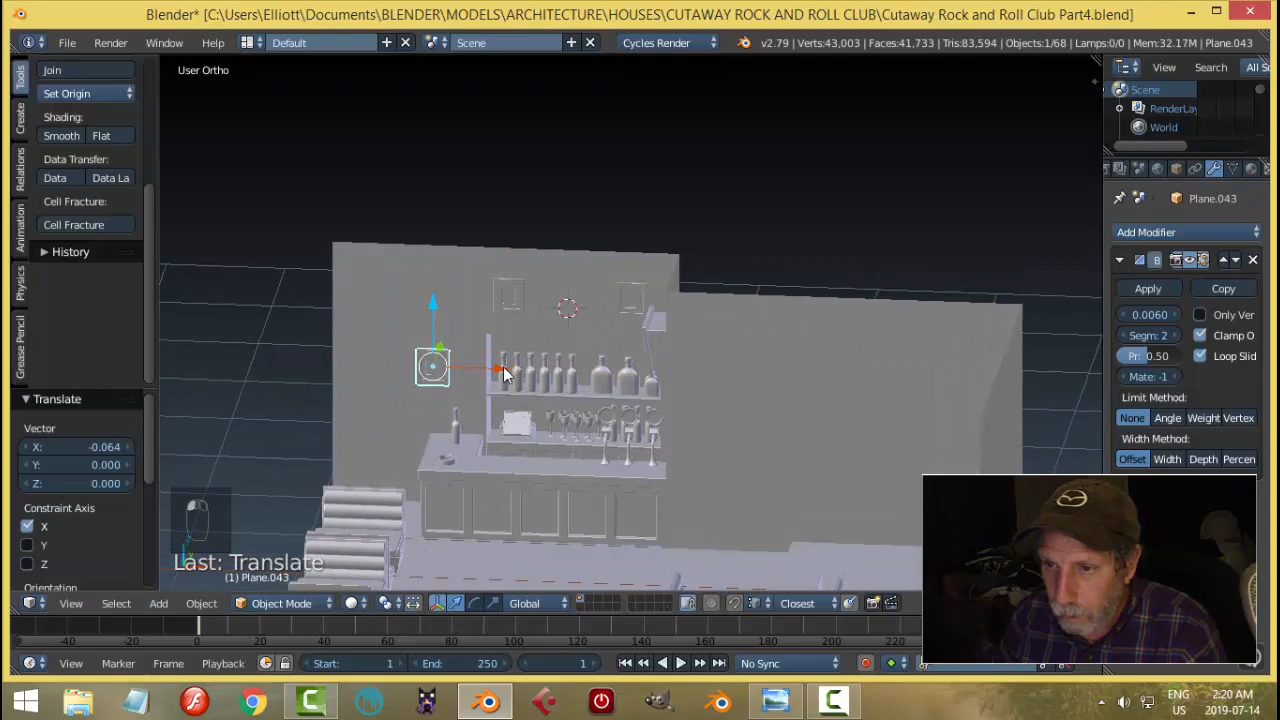 Blender* [C:\Users\Elliott\Documents\BLENDER\MODELS\ARCHITECTURE\HOUSES\CUTAWAY ROCK AND ROLL CLUB\Cutaway Rock and Roll Club Part4.blend]
File Render Window Help Default Scene Cycles Render v2.79 | Verts:43,003 | Faces:41,733 | Tris:83,594 | Objects:1/68 | Lamps:0/0 | Mem:32.17M | Plane.043
Tools
Create
Relations
Animation
Physics
Grease Pencil
Join
Set Origin
Shading:
Smooth Flat
Data Transfer:
Data Data La
Cell Fracture:
Cell Fracture
History
Translate
Vector
X: -0.064
Y: 0.000
Z: 0.000
Constraint Axis
X
Y
Z
Orientation
User Ortho
Last: Translate
(1) Plane.043
View Search All Sc
Scene
RenderLay
World
Plane.043
Add Modifier
B
Apply Copy
0.0060 Only Ver
Segm: 2 Clamp O
Pr: 0.50 Loop Slid
Mate: -1
Limit Method:
None Angle Weight Vertex
Width Method:
Offset Width Depth Percen
View Select Add Object Object Mode Global Closest
-40 -20 0 20 40 60 80 100 120 140 160 180 200 220
View Marker Frame Playback Start: 1 End: 250 1 No Sync
ENG
US
2:20 AM
2019-07-14